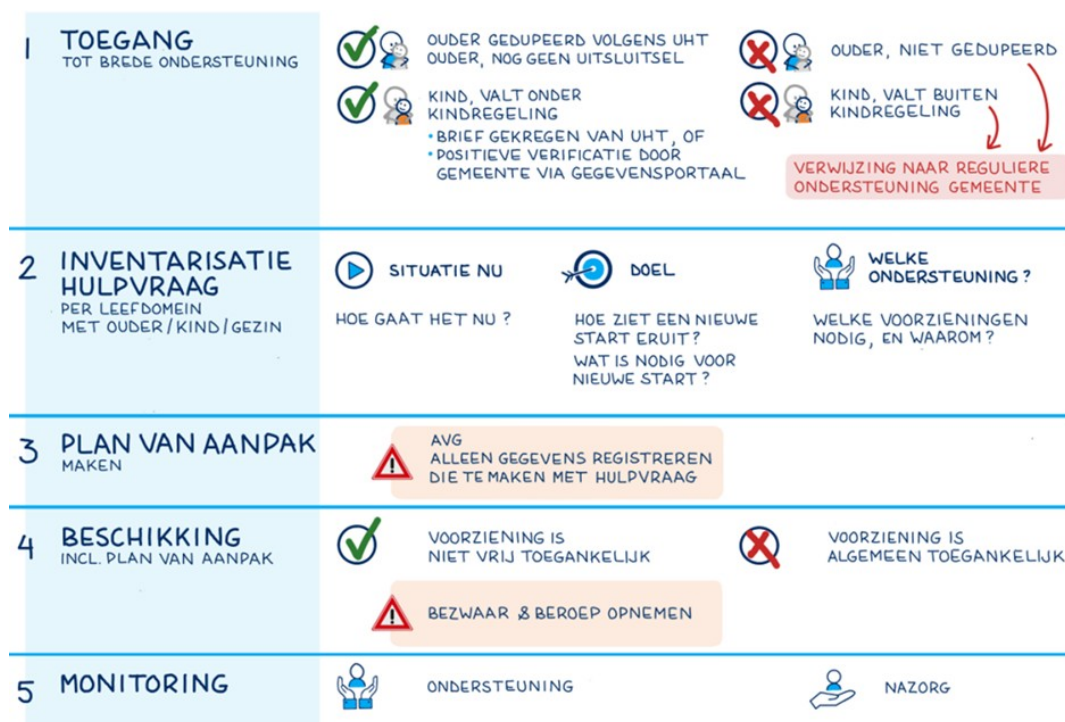 1 TOEGANG
TOT BREDE ONDERSTEUNING
OUDER GEDUPEERD VOLGENS UHT
OUDER, NOG GEEN UITSLUITSEL
KIND, VALT ONDER
KINDREGELING
• BRIEF GEKREGEN VAN UHT, OF
• POSITIEVE VERIFICATIE DOOR
GEMEENTE VIA GEGEVENSPORTAAL
OUDER, NIET GEDUPEERD
KIND, VALT BUITEN
KINDREGELING
VERWIJZING NAAR REGULIERE
ONDERSTEUNING GEMEENTE
2 INVENTARISATIE
HULPVRAAG
PER LEEFDOMEIN
MET OUDER/KIND/GEZIN
SITUATIE NU
HOE GAAT HET NU?
DOEL
HOE ZIET EEN NIEUWE
START ERUIT?
WAT IS NODIG VOOR
NIEUWE START?
WELKE
ONDERSTEUNING?
WELKE VOORZIENINGEN
NODIG, EN WAAROM?
3 PLAN VAN AANPAK
MAKEN
AVG
ALLEEN GEGEVENS REGISTREREN
DIE TE MAKEN MET HULPVRAAG
4 BESCHIKKING
INCL. PLAN VAN AANPAK
VOORZIENING IS
NIET VRIJ TOEGANKELIJK
VOORZIENING IS
ALGEMEEN TOEGANKELIJK
BEZWAAR & BEROEP OPNEMEN
5 MONITORING
ONDERSTEUNING
NAZORG